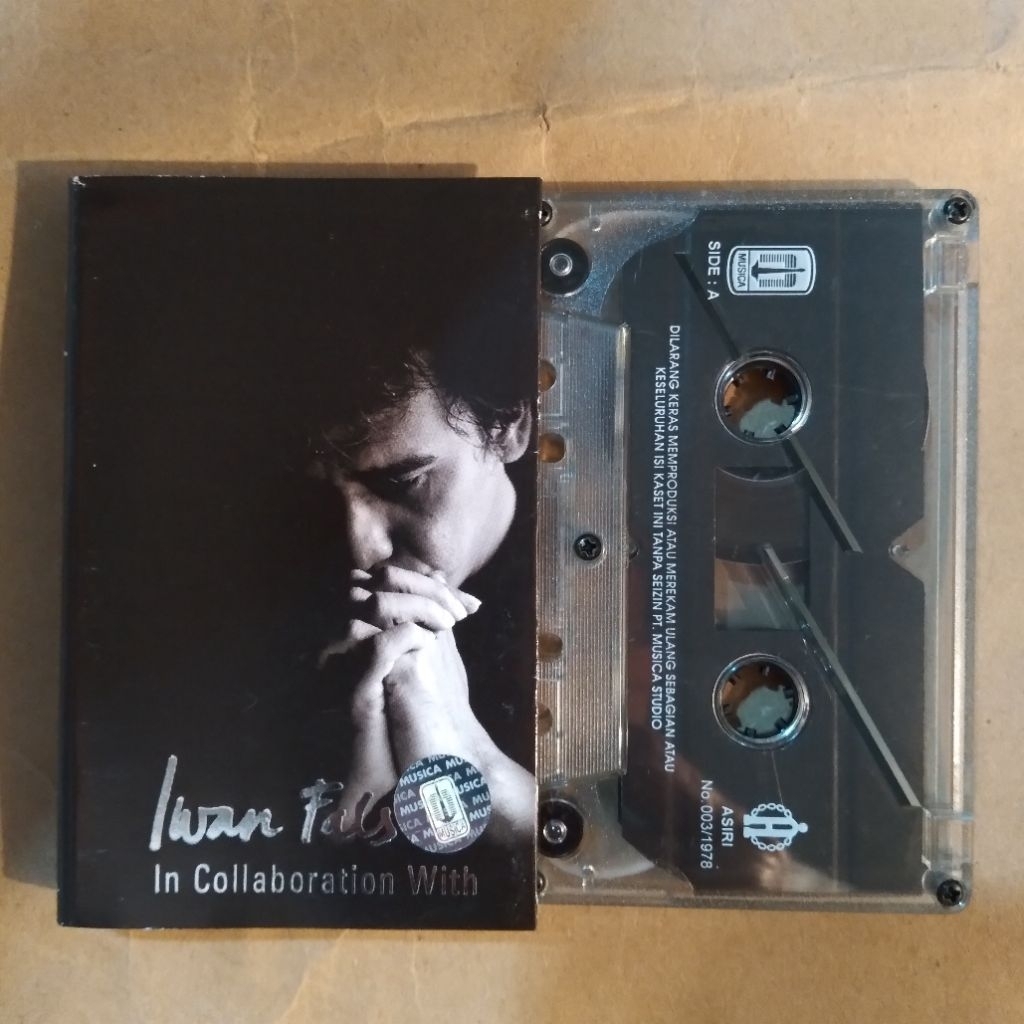 Iwan Fals
In Collaboration With
MUSICA
MUSICA
SIDE : A
DILARANG KERAS MEMPRODUKSI ATAU MEREKAM ULANG SEBAGIAN ATAU
KESELURUHAN ISI KASET INI TANPA SEIZIN PT. MUSICA STUDIO
ASIRI
No. 003/1978